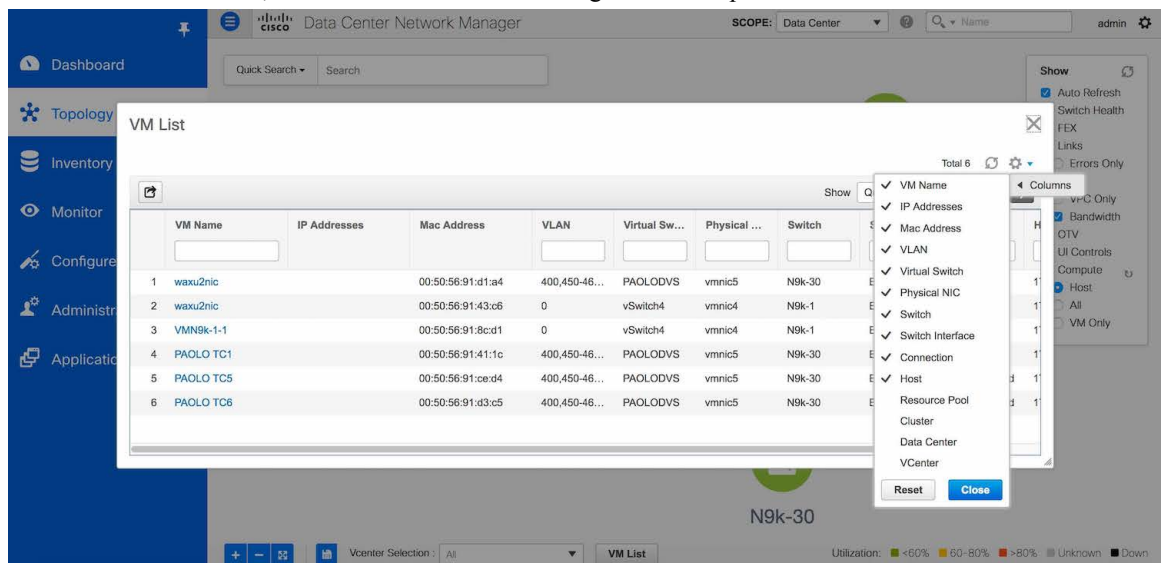 CISCO Data Center Network Manager SCOPE: Data Center Name admin
Dashboard
Topology
Inventory
Monitor
Configure
Administr
Applicatio
Quick Search Search
Show
Auto Refresh
Switch Health
FEX
Links
Errors Only
VPC Only
Bandwidth
OTV
UI Controls
Compute
Host
All
VM Only
VM List
Total 6
Show
VM Name IP Addresses Mac Address VLAN Virtual Sw... Physical ... Switch
1 waxu2nic 00:50:56:91:d1:a4 400,450-46... PAOLODVS vmnic5 N9k-30
2 waxu2nic 00:50:56:91:43:c6 0 vSwitch4 vmnic4 N9k-1
3 VMN9k-1-1 00:50:56:91:8c:d1 0 vSwitch4 vmnic4 N9k-1
4 PAOLO TC1 00:50:56:91:41:1c 400,450-46... PAOLODVS vmnic5 N9k-30
5 PAOLO TC5 00:50:56:91:ce:d4 400,450-46... PAOLODVS vmnic5 N9k-30
6 PAOLO TC6 00:50:56:91:d3:c5 400,450-46... PAOLODVS vmnic5 N9k-30
Columns
VM Name
IP Addresses
Mac Address
VLAN
Virtual Switch
Physical NIC
Switch
Switch Interface
Connection
Host
Resource Pool
Cluster
Data Center
VCenter
Reset Close
N9k-30
Vcenter Selection : All VM List Utilization: <60% 60-80% >80% Unknown Down